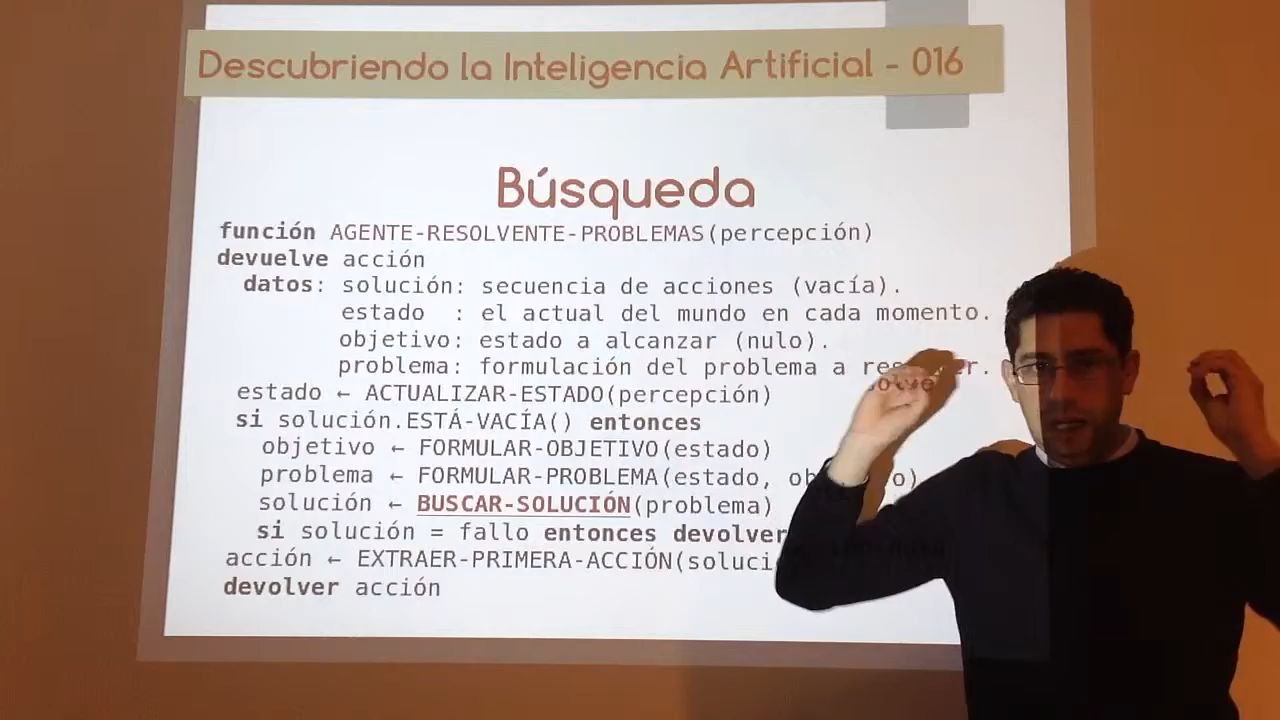 Descubriendo la Inteligencia Artificial - 016
Búsqueda
función AGENTE-RESOLVENTE-PROBLEMAS(percepción)
devuelve acción
datos: solución: secuencia de acciones (vacía).
estado : el actual del mundo en cada momento.
objetivo: estado a alcanzar (nulo).
problema: formulación del problema a
estado ← ACTUALIZAR-ESTADO(percepción)
si solución.ESTÁ-VACÍA() entonces
objetivo ← FORMULAR-OBJETIVO(estado)
problema ← FORMULAR-PROBLEMA(estado,
solución ← BUSCAR-SOLUCIÓN(problema)
si solución = fallo entonces devolver
acción ← EXTRAER-PRIMERA-ACCIÓN(
devolver acción